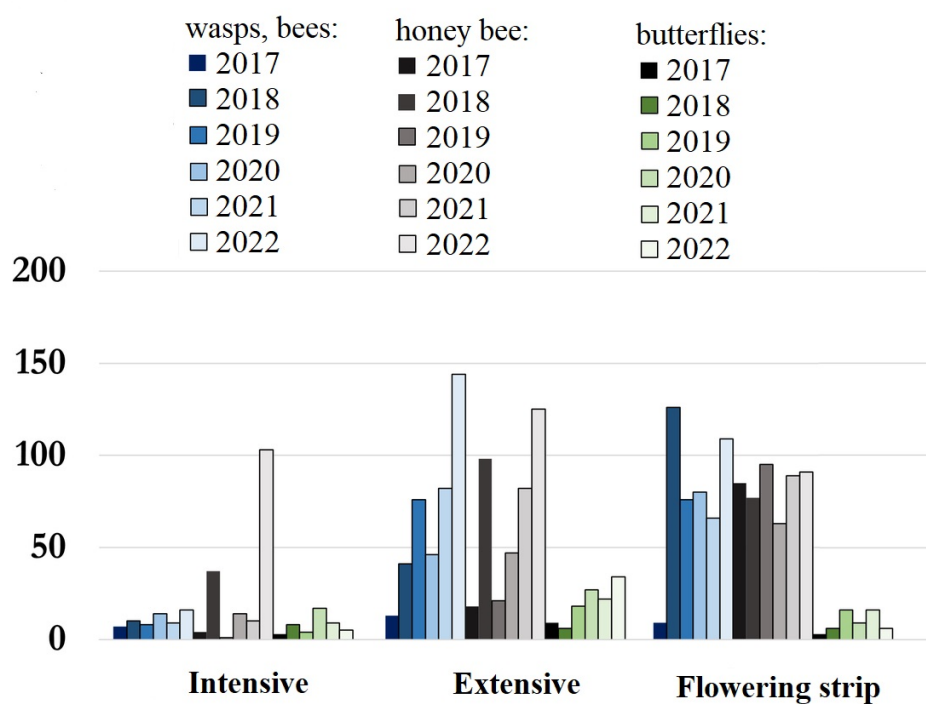 wasps, bees: honey bee: butterflies:
2017 2017 2017
2018 2018 2018
2019 2019 2019
2020 2020 2020
2021 2021 2021
2022 2022 2022
200
150
100
50
0
Intensive Extensive Flowering strip